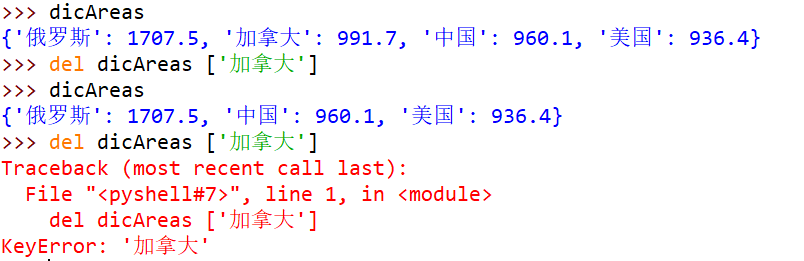 >>> dicAreas
{'俄罗斯': 1707.5, '加拿大': 991.7, '中国': 960.1, '美国': 936.4}
>>> del dicAreas ['加拿大']
>>> dicAreas
{'俄罗斯': 1707.5, '中国': 960.1, '美国': 936.4}
>>> del dicAreas ['加拿大']
Traceback (most recent call last):
  File "<pyshell#7>", line 1, in <module>
    del dicAreas ['加拿大']
KeyError: '加拿大'